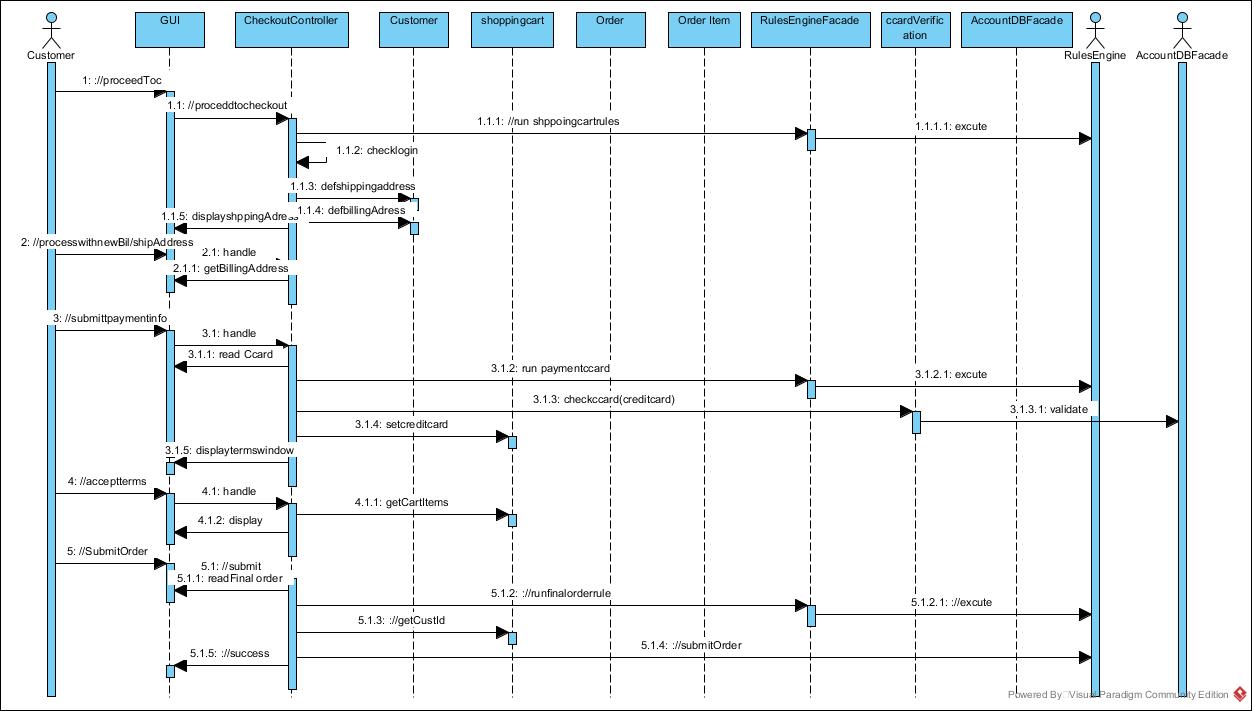 GUI
CheckoutController
Customer
shoppingcart
Order
Order Item
RulesEngineFacade
ccardVerific
ation
AccountDBFacade
Customer
RulesEngine
AccountDBFacade
1: ://proceedToc
1.1: //proceddtocheckout
1.1.1: //run shppoingcartrules
1.1.1.1: excute
1.1.2: checklogin
1.1.3: defshippingaddress
1.1.4: defbillingAdress
1.1.5: displayshppingAdress
2: //processwithnewBil/shipAddress
2.1: handle
2.1.1: getBillingAddress
3: //submittpaymentinfo
3.1: handle
3.1.1: read Ccard
3.1.2: run paymentccard
3.1.2.1: excute
3.1.3: checkccard(creditcard)
3.1.3.1: validate
3.1.4: setcreditcard
3.1.5: displaytermswindow
4: //acceptterms
4.1: handle
4.1.1: getCartItems
4.1.2: display
5: //SubmitOrder
5.1: //submit
5.1.1: readFinal order
5.1.2: ://runfinalorderrule
5.1.2.1: ://excute
5.1.3: ://getCustId
5.1.4: ://submitOrder
5.1.5: ://success
Powered By Visual Paradigm Community Edition